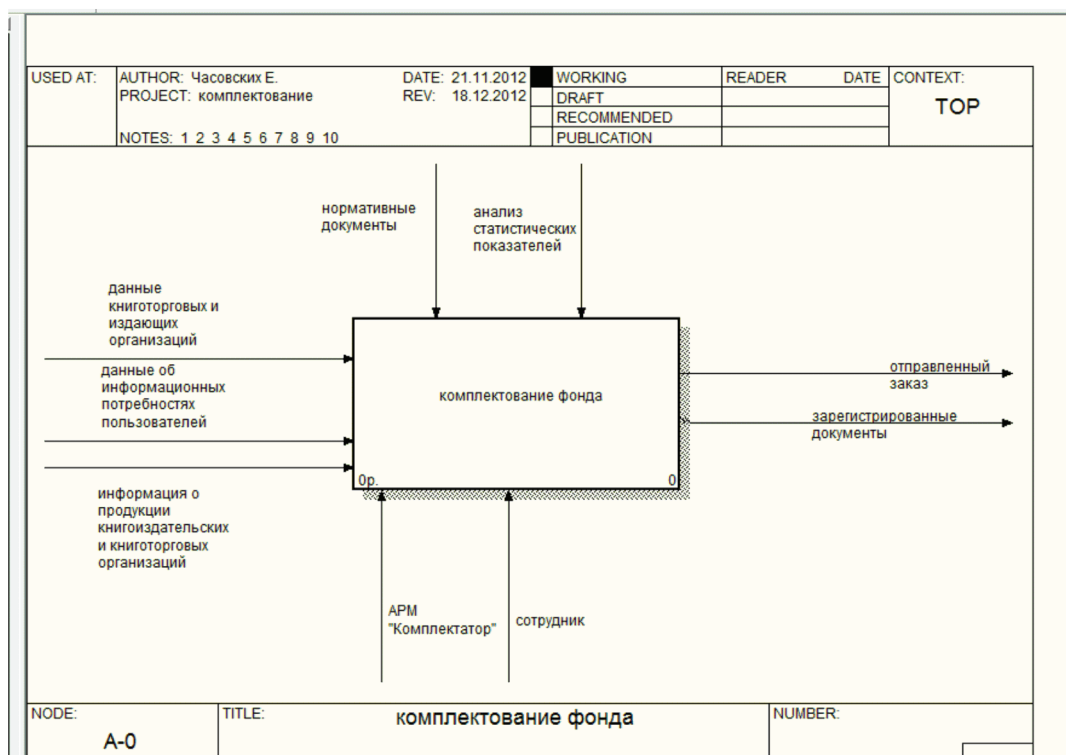 USED AT:
AUTHOR: Часовских Е.
DATE: 21.11.2012
WORKING
READER
DATE
CONTEXT:
PROJECT: комплектование
REV: 18.12.2012
DRAFT
TOP
RECOMMENDED
NOTES: 1 2 3 4 5 6 7 8 9 10
PUBLICATION
нормативные
документы
анализ
статистических
показателей
данные
книготорговых и
издающих
организаций
данные об
информационных
потребностях
пользователей
информация о
продукции
книгоиздательских
и книготорговых
организаций
комплектование фонда
0р.
0
отправленный
заказ
зарегистрированные
документы
АРМ
"Комплектатор"
сотрудник
NODE:
A-0
TITLE:
комплектование фонда
NUMBER: